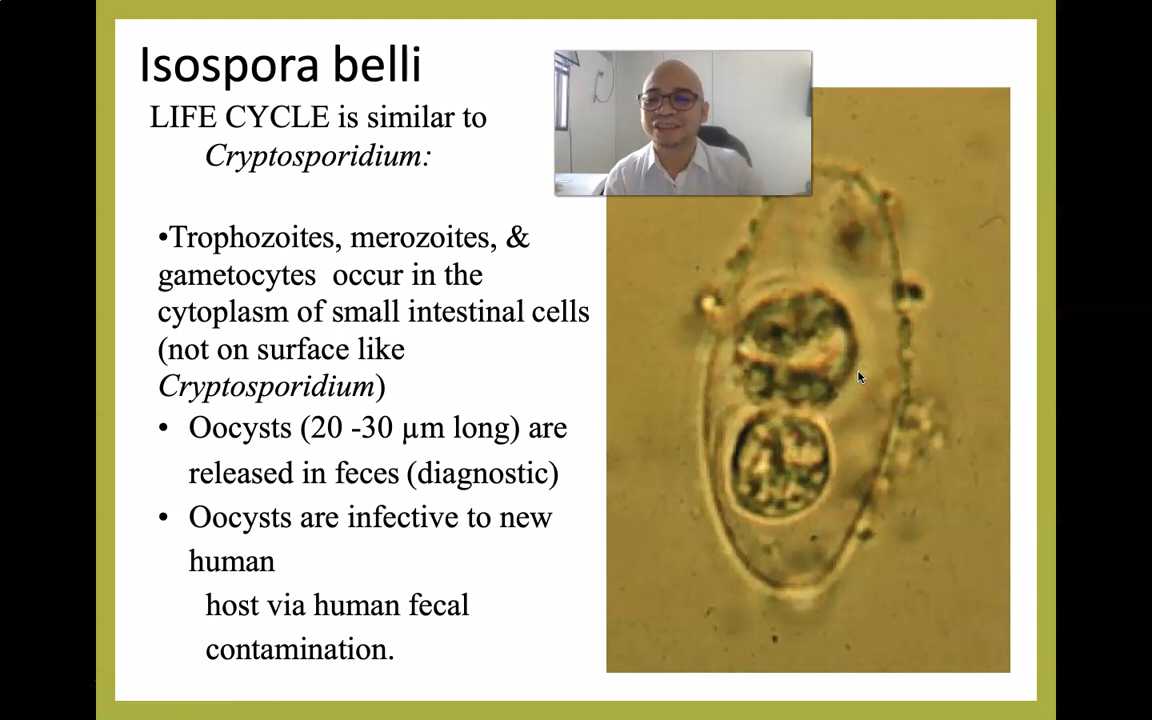 Isospora belli
LIFE CYCLE is similar to
Cryptosporidium:
•Trophozoites, merozoites, &
gametocytes occur in the
cytoplasm of small intestinal cells
(not on surface like
Cryptosporidium)
• Oocysts (20 -30 µm long) are
released in feces (diagnostic)
• Oocysts are infective to new
human
host via human fecal
contamination.